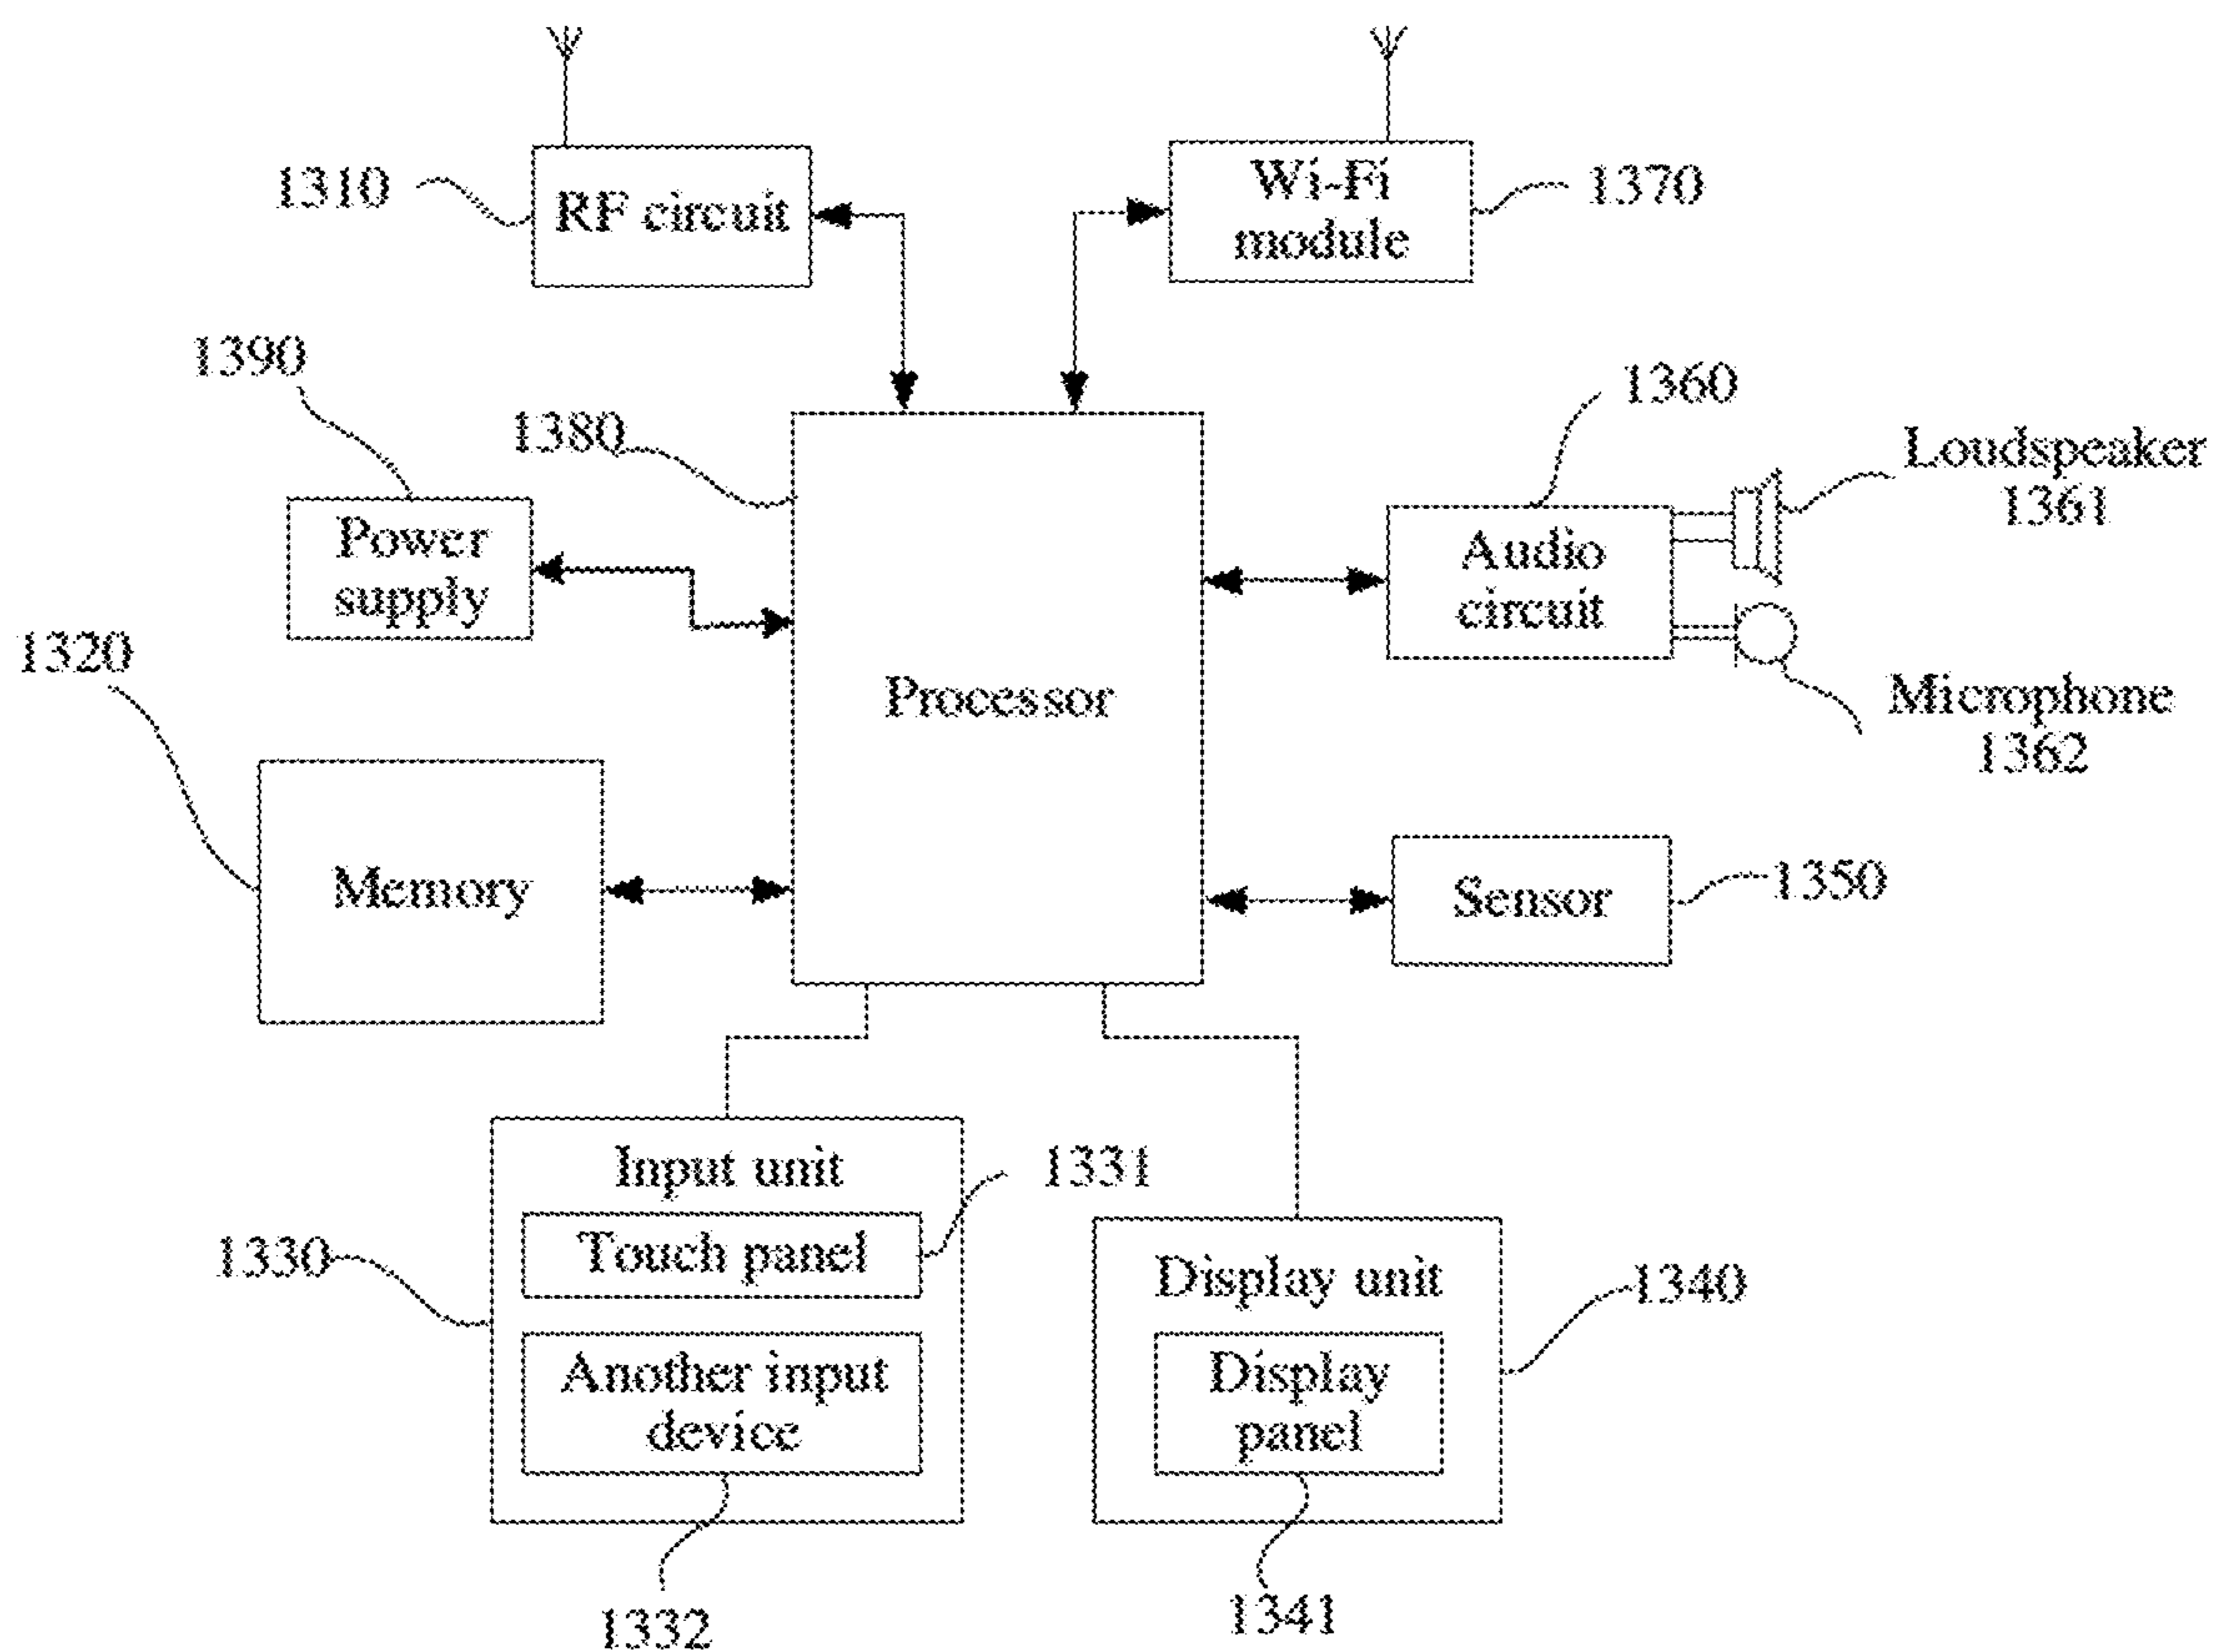 1310
RF circuit
Wi-Fi
module
1370
1390
1380
1360
Loudspeaker
1361
Power
supply
Audio
circuit
1320
Processor
Microphone
1362
Memory
Sensor
1350
Input unit
1331
Touch panel
1330
Another input
device
1332
Display unit
1340
Display
panel
1341